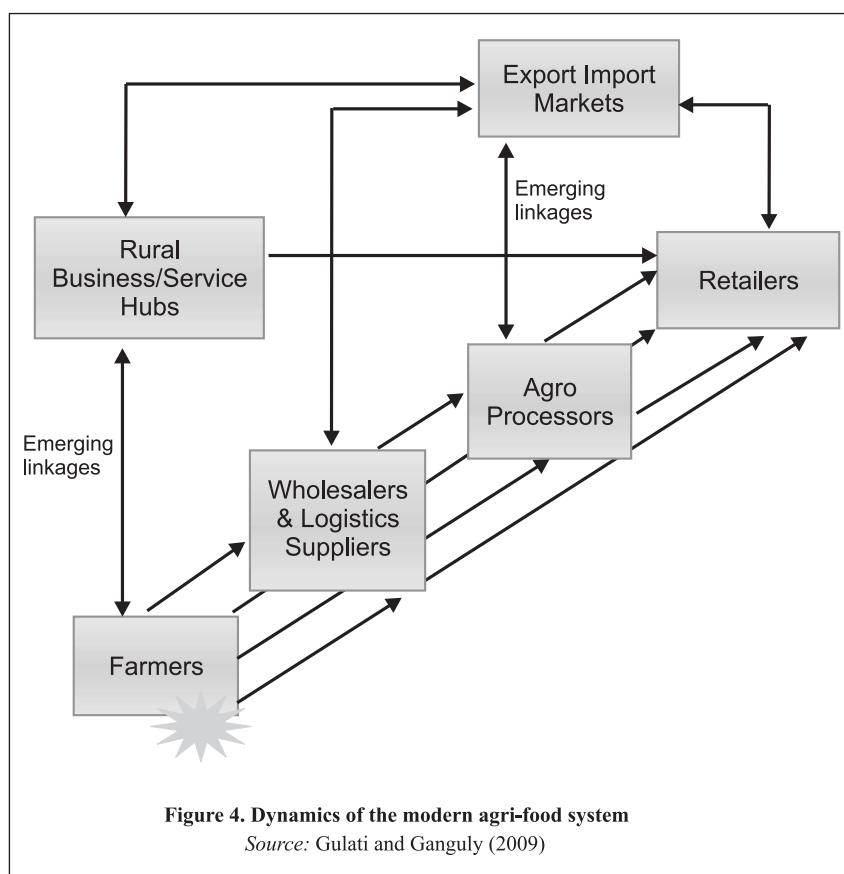 Export Import
Markets
Emerging
linkages
Rural
Business/Service
Hubs
Retailers
Agro
Processors
Emerging
linkages
Wholesalers
& Logistics
Suppliers
Farmers
Figure 4. Dynamics of the modern agri-food system
Source: Gulati and Ganguly (2009)